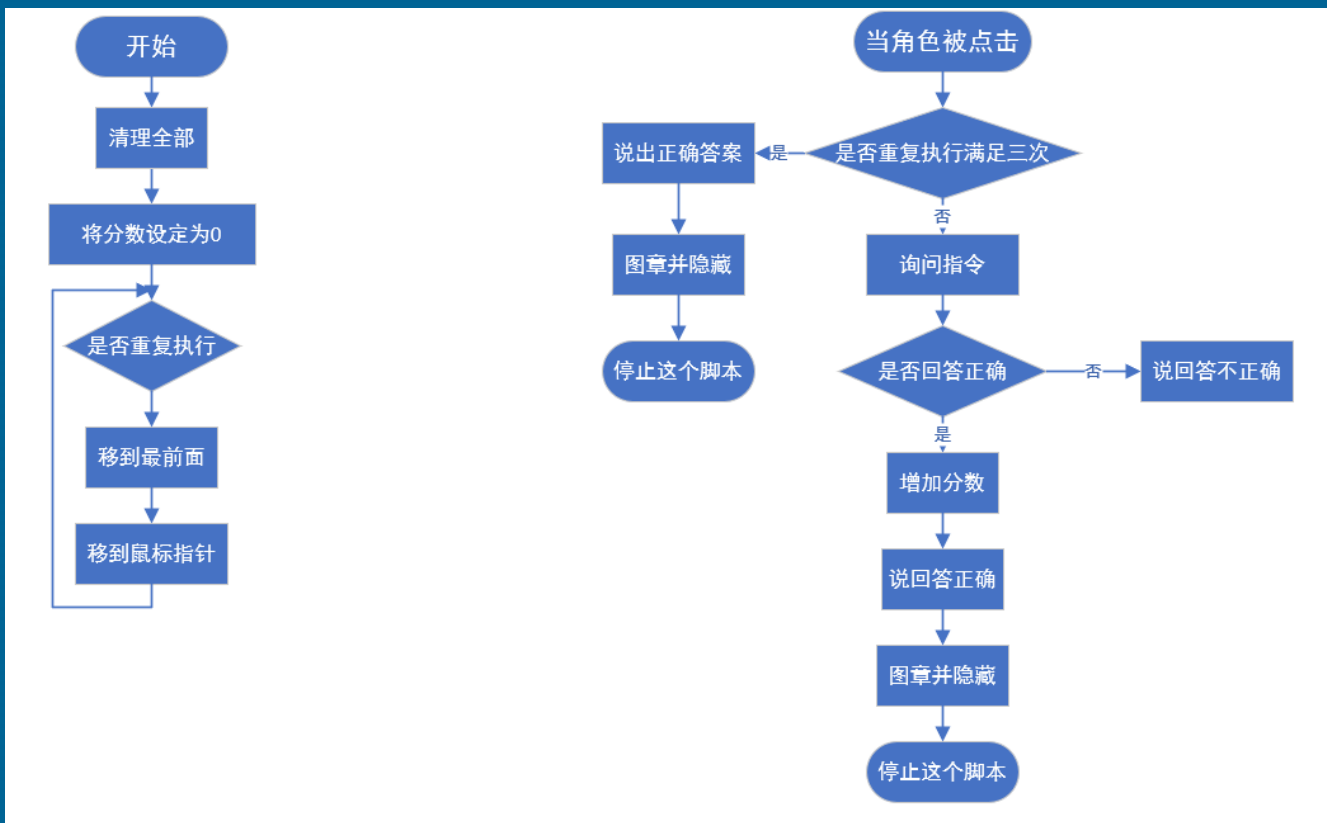 开始
清理全部
将分数设定为0
是否重复执行
移到最前面
移到鼠标指针
当角色被点击
是否重复执行满足三次
是
说出正确答案
图章并隐藏
停止这个脚本
否
询问指令
是否回答正确
否
说回答不正确
是
增加分数
说回答正确
图章并隐藏
停止这个脚本